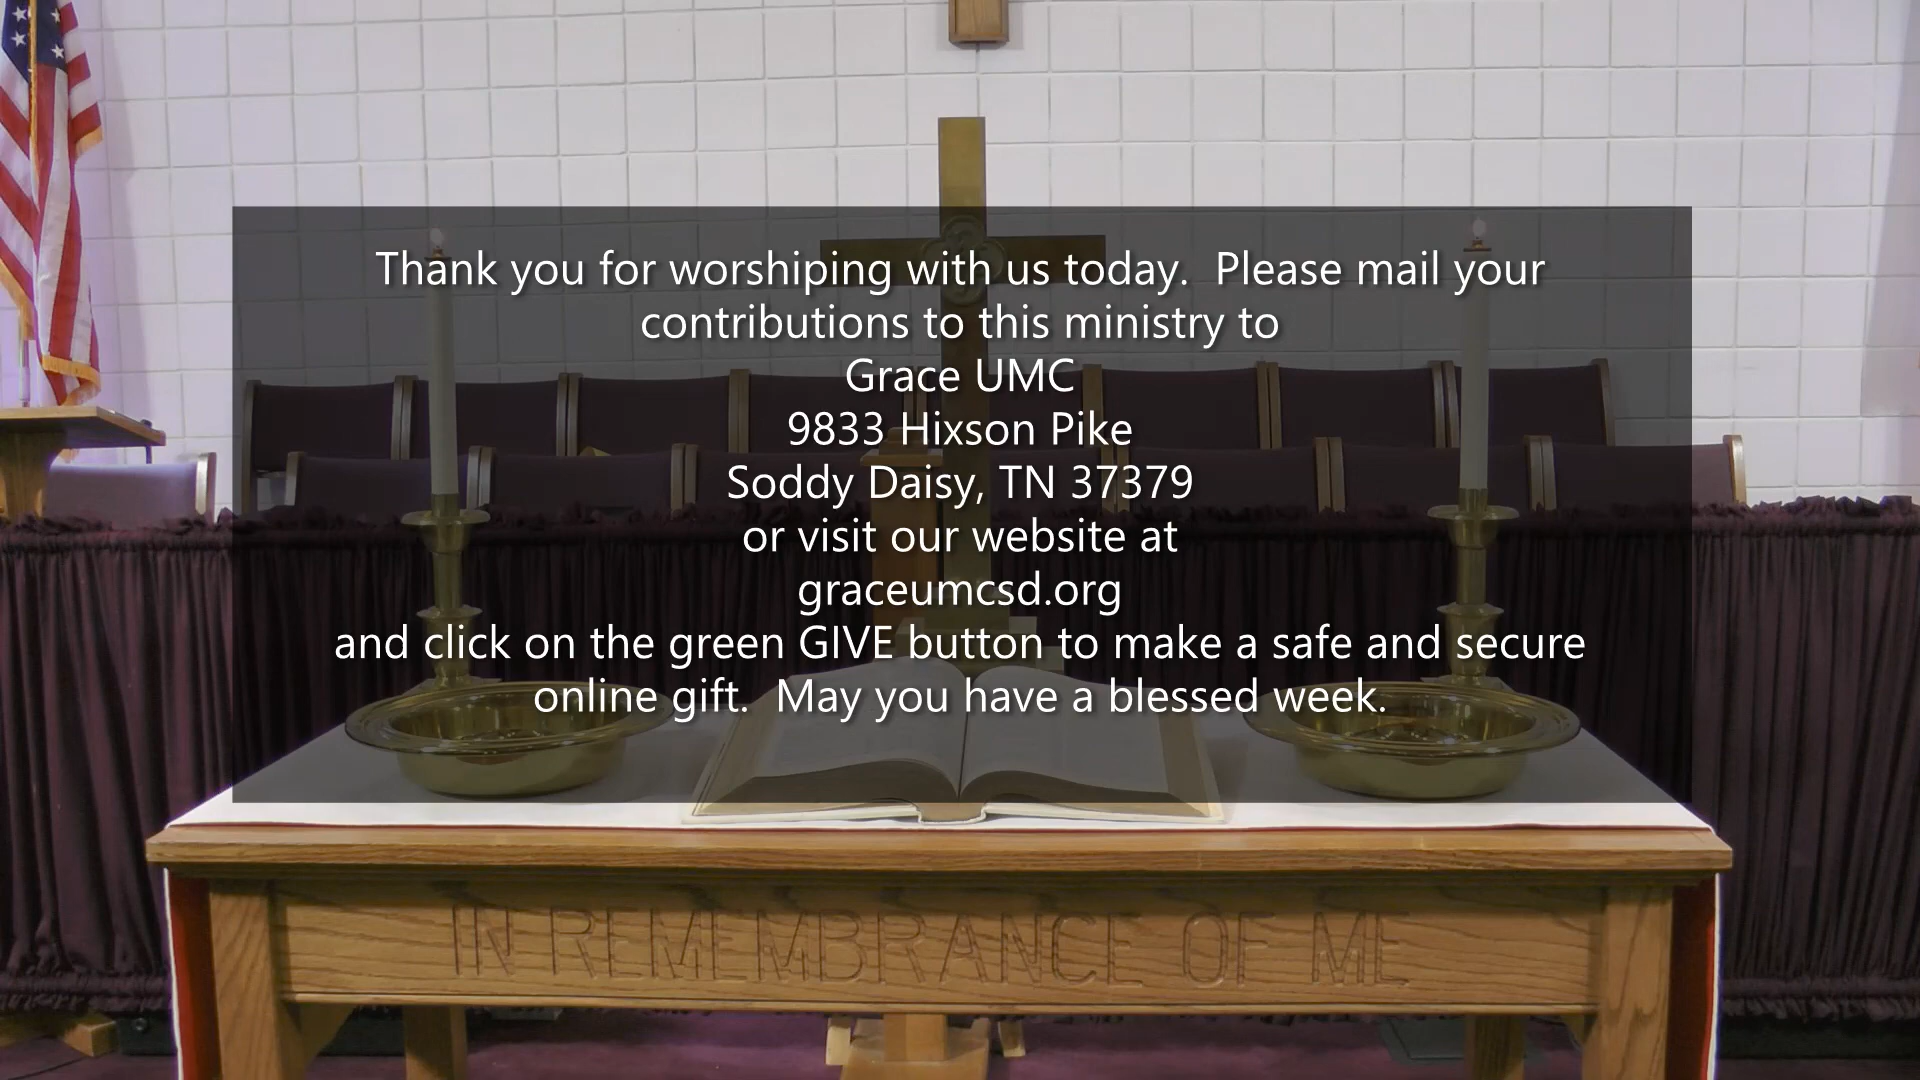 Thank you for worshiping with us today.  Please mail your
contributions to this ministry to
Grace UMC
9833 Hixson Pike
Soddy Daisy, TN 37379
or visit our website at
graceumcsd.org
and click on the green GIVE button to make a safe and secure
online gift.  May you have a blessed week.
IN REMEMBRANCE OF ME